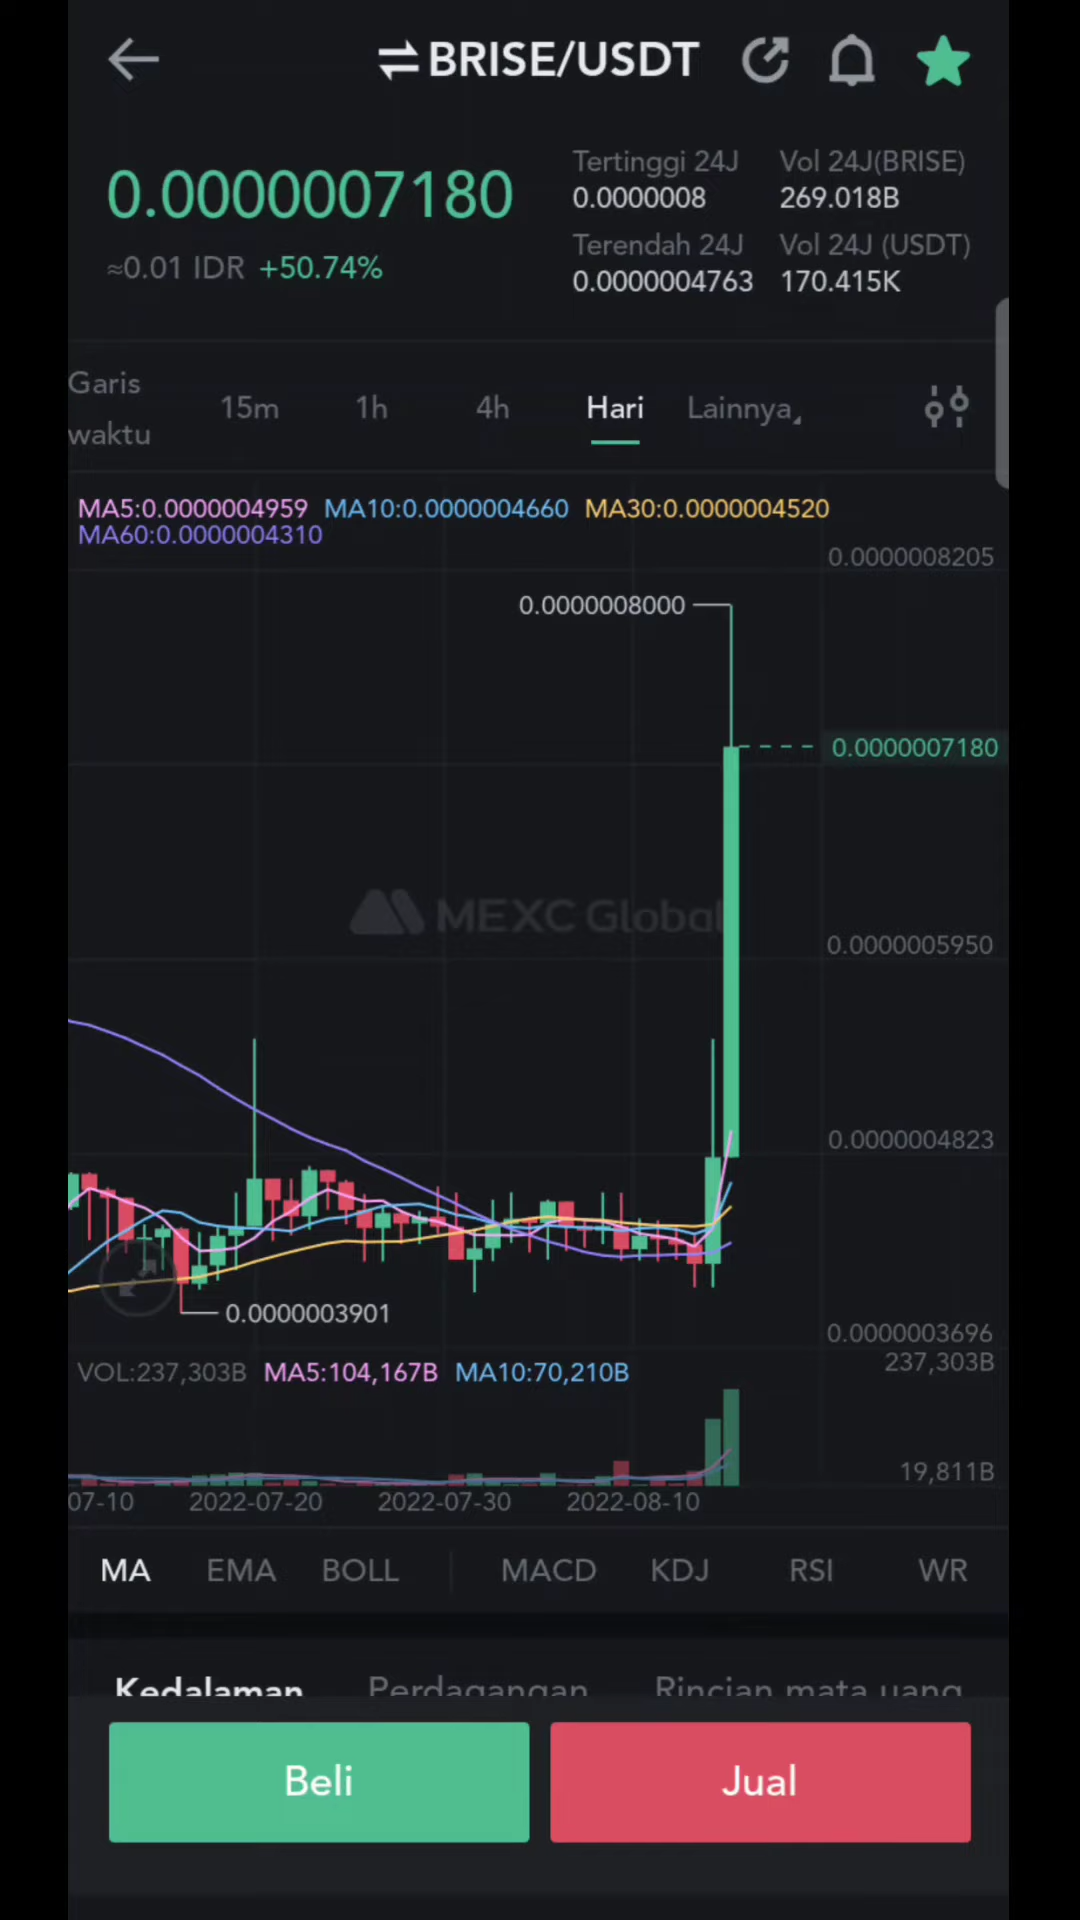 BRISE/USDT
0.0000007180
≈0.01 IDR +50.74%
Tertinggi 24J
0.0000008
Vol 24J(BRISE)
269.018B
Terendah 24J
0.0000004763
Vol 24J (USDT)
170.415K
Garis waktu
15m 1h 4h Hari Lainnya
MA5:0.0000004959 MA10:0.0000004660 MA30:0.0000004520
MA60:0.0000004310
0.0000008205
0.0000008000
0.0000007180
MEXC Global
0.0000005950
0.0000004823
0.0000003901
0.0000003696
VOL:237,303B MA5:104,167B MA10:70,210B
237,303B
19,811B
07-10 2022-07-20 2022-07-30 2022-08-10
MA EMA BOLL MACD KDJ RSI WR
Kedalaman Perdagangan Rincian mata uang
Beli Jual